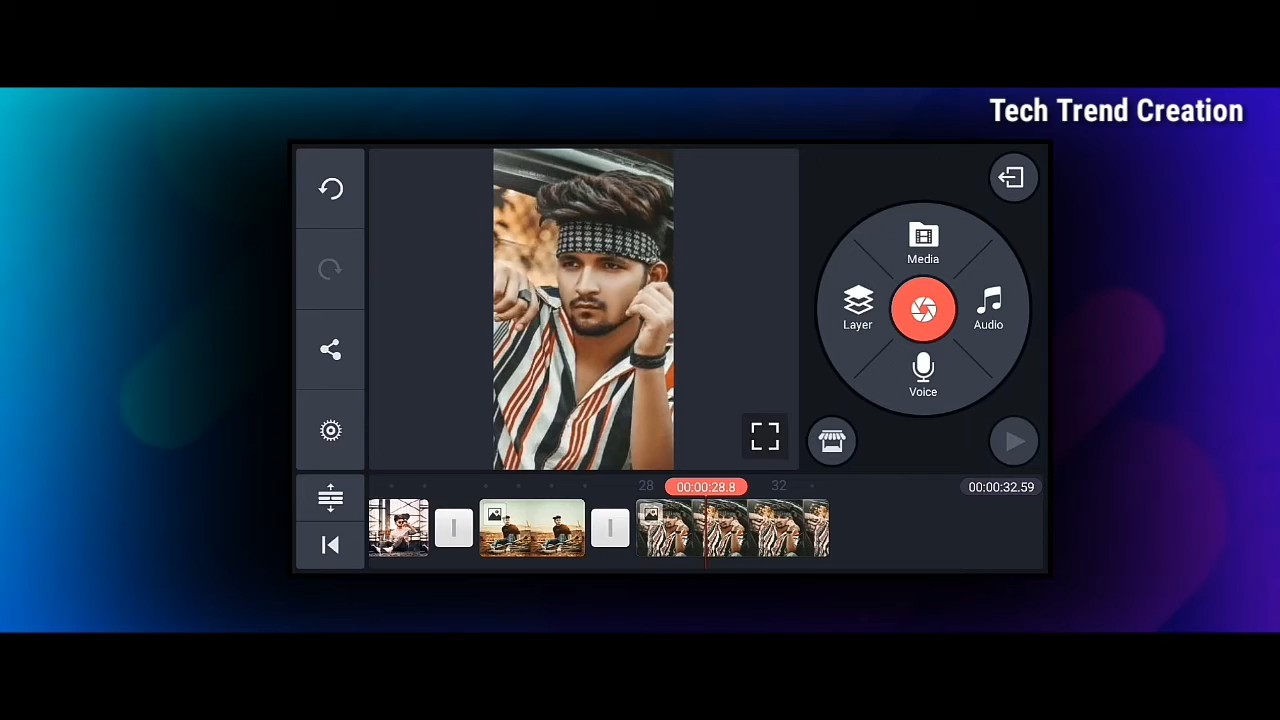 Tech Trend Creation
Media
Layer
Audio
Voice
28
00:00:28.8
32
00:00:32.59